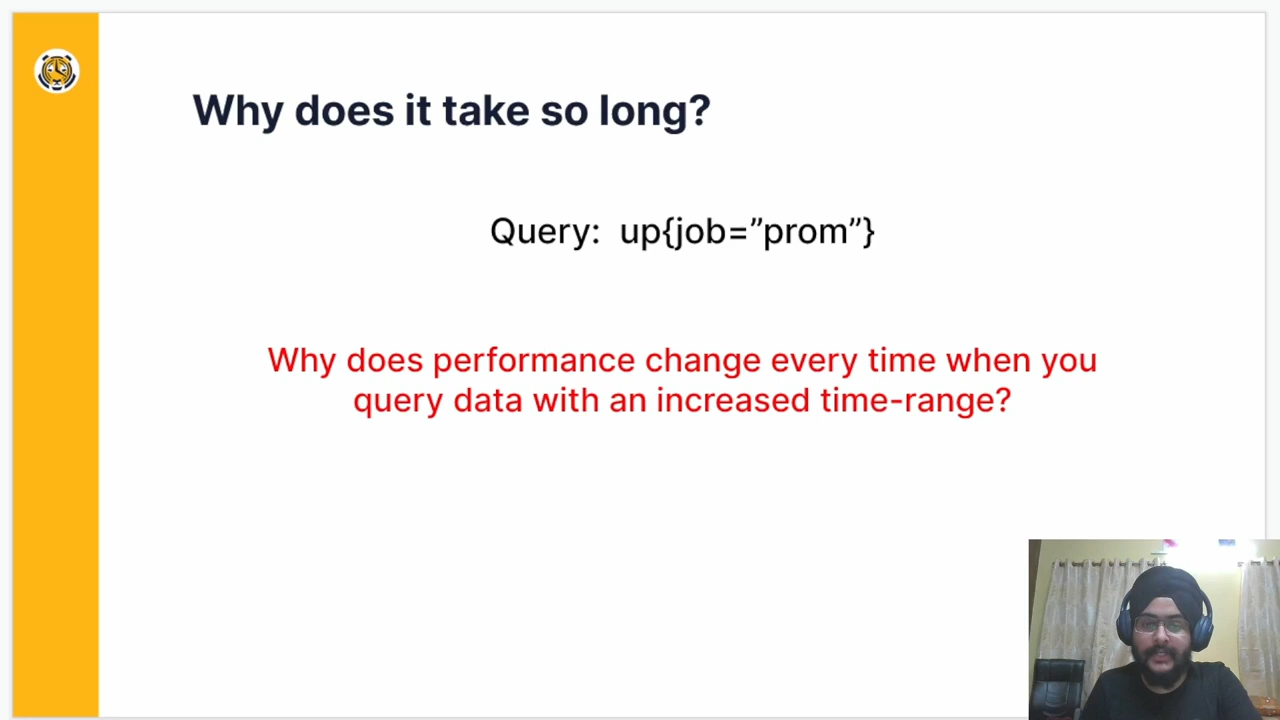 Why does it take so long?
Query: up{job=”prom”}
Why does performance change every time when you
query data with an increased time-range?